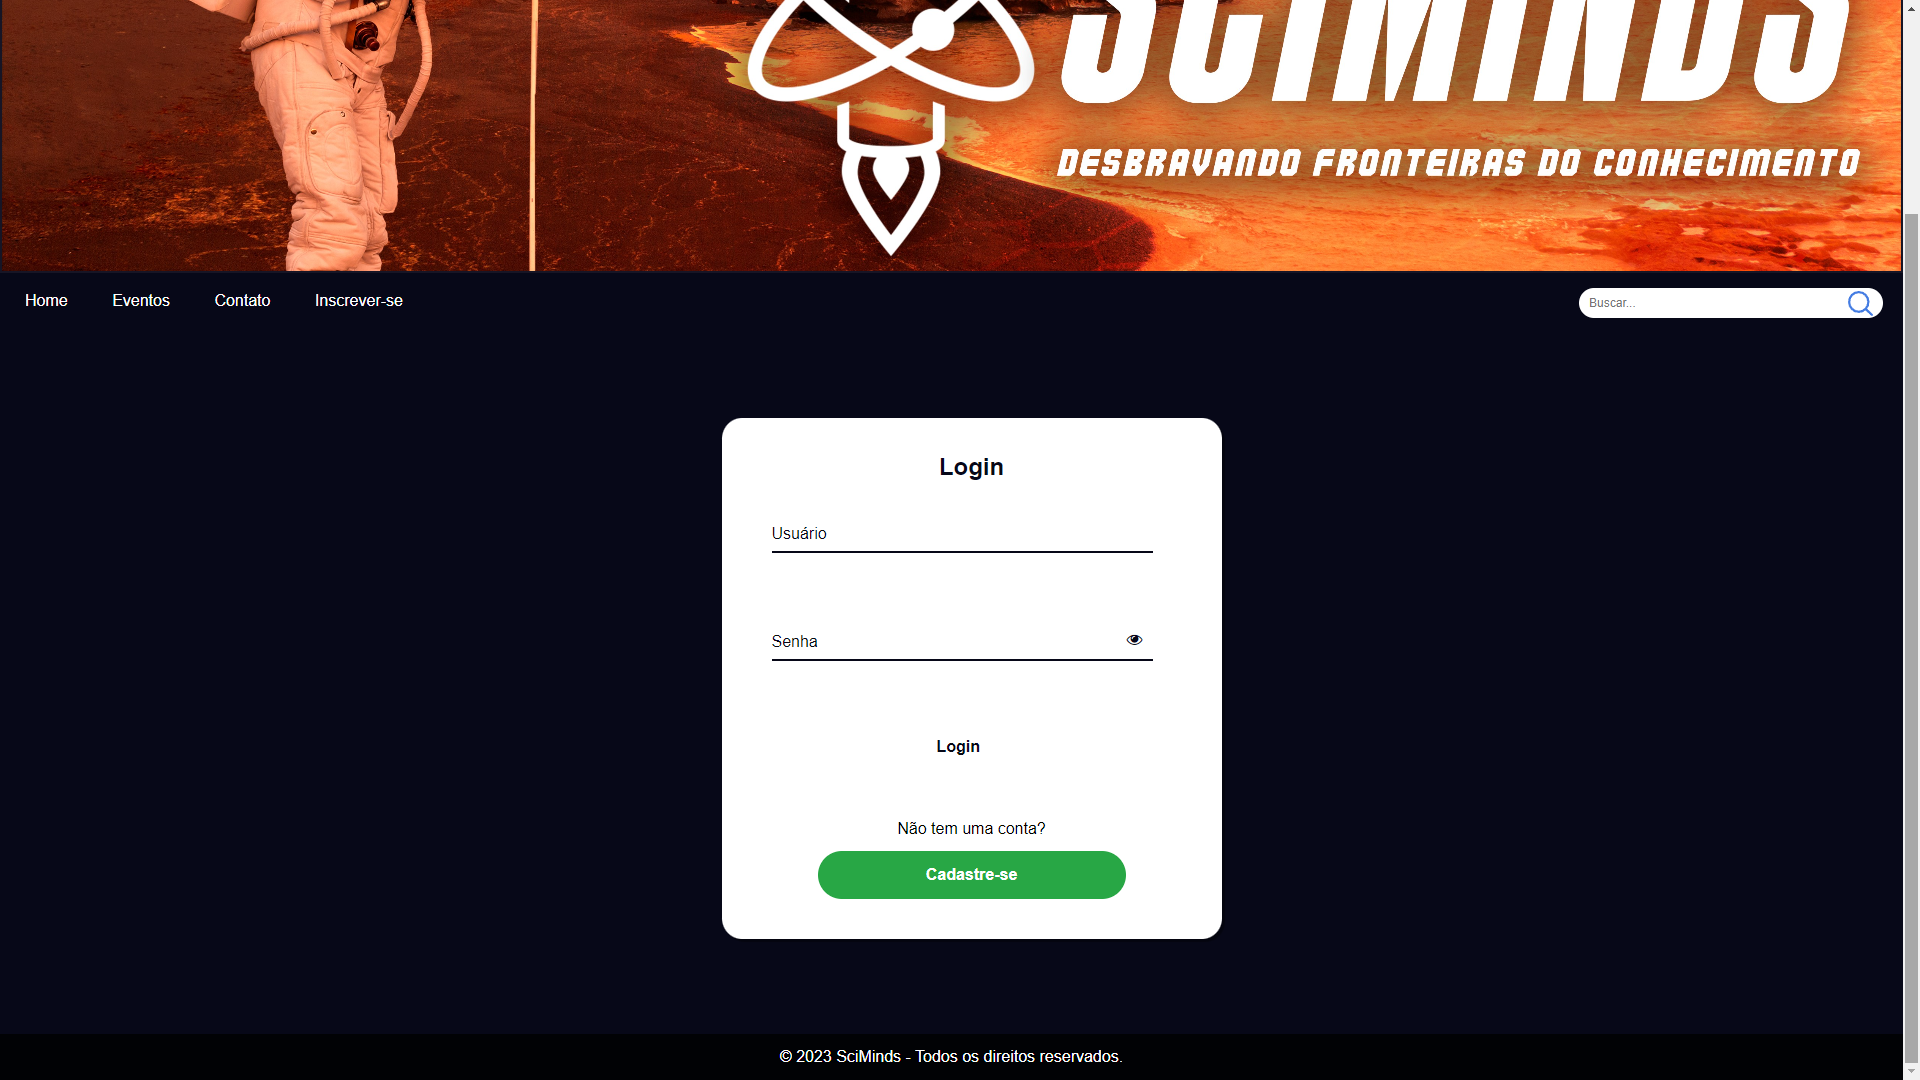 SCIMINDS
DESBRAVANDO FRONTEIRAS DO CONHECIMENTO
Home Eventos Contato Inscrever-se
Buscar...
Login
Usuário
Senha
Login
Não tem uma conta?
Cadastre-se
© 2023 SciMinds - Todos os direitos reservados.